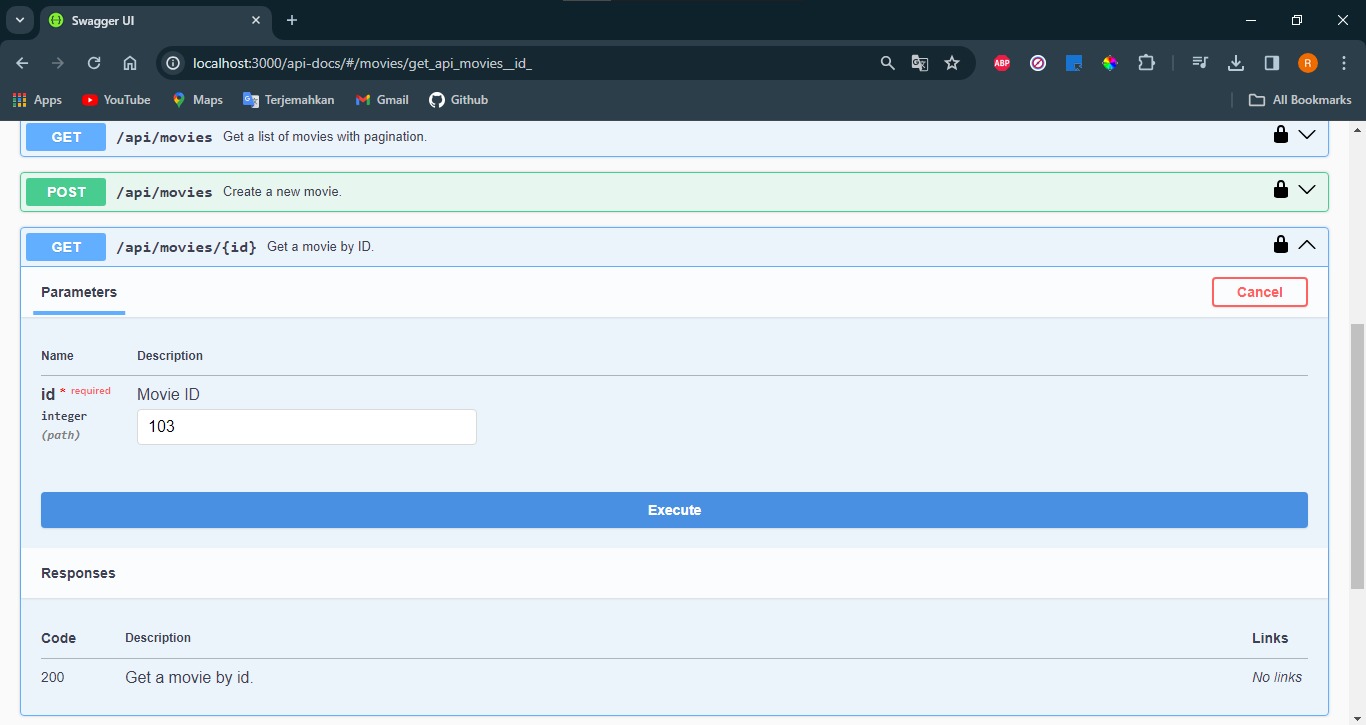 Swagger UI
localhost:3000/api-docs/#/movies/get_api_movies__id_
ABP
R
Apps YouTube Maps Terjemahkan Gmail Github All Bookmarks
GET /api/movies Get a list of movies with pagination.
POST /api/movies Create a new movie.
GET /api/movies/{id} Get a movie by ID.
Parameters Cancel
Name Description
id * required Movie ID
integer
103
(path)
Execute
Responses
Code Description Links
200 Get a movie by id. No links